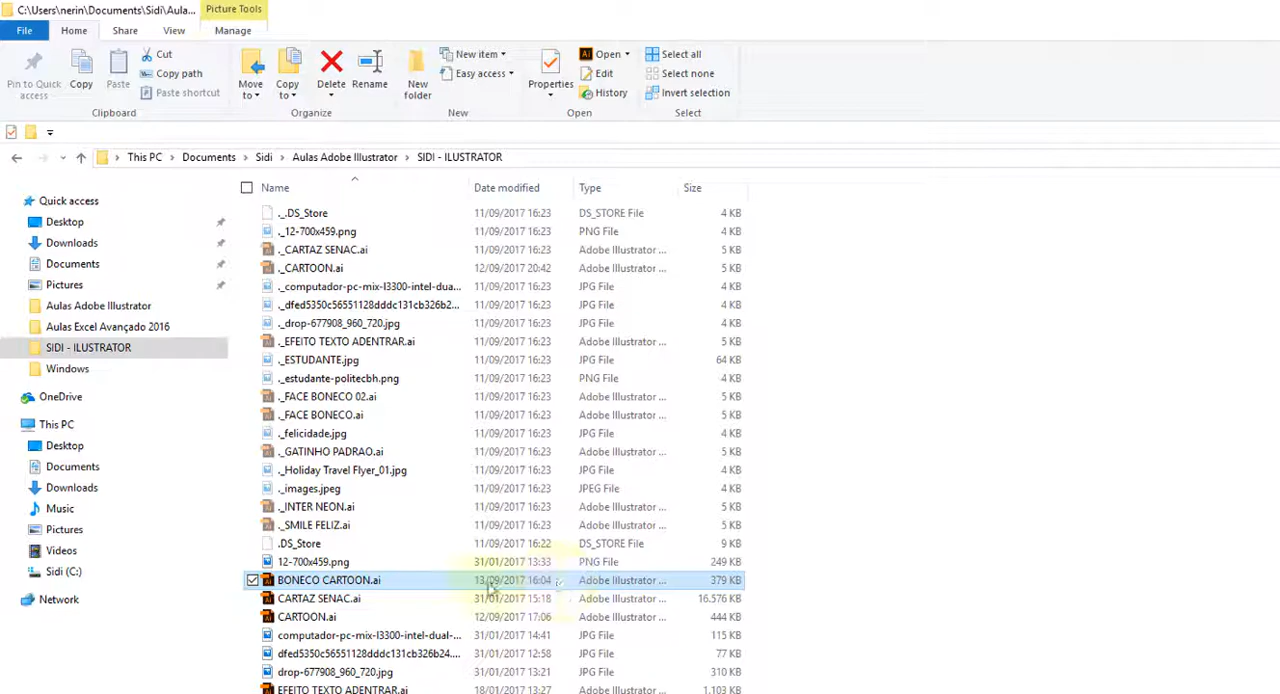 C:\Users\nerin\Documents\Sidi\Aula...
Picture Tools
File Home Share View Manage
Pin to Quick access
Copy
Paste
Cut
Copy path
Paste shortcut
Move to
Copy to
Delete
Rename
New folder
New item
Easy access
Properties
Open
Edit
History
Select all
Select none
Invert selection
Clipboard Organize New Open Select
This PC Documents Sidi Aulas Adobe Illustrator SIDI - ILUSTRATOR
Quick access
Desktop
Downloads
Documents
Pictures
Aulas Adobe Illustrator
Aulas Excel Avançado 2016
SIDI - ILUSTRATOR
Windows
OneDrive
This PC
Desktop
Documents
Downloads
Music
Pictures
Videos
Sidi (C:)
Network
Name Date modified Type Size
._.DS_Store 11/09/2017 16:23 DS_STORE File 4 KB
._12-700x459.png 11/09/2017 16:23 PNG File 4 KB
._CARTAZ SENAC.ai 11/09/2017 16:23 Adobe Illustrator ... 5 KB
._CARTOON.ai 12/09/2017 20:42 Adobe Illustrator ... 5 KB
._computador-pc-mix-l3300-intel-dua... 11/09/2017 16:23 JPG File 4 KB
._dfed5350c56551128dddc131cb326b2... 11/09/2017 16:23 JPG File 4 KB
._drop-677908_960_720.jpg 11/09/2017 16:23 JPG File 4 KB
._EFEITO TEXTO ADENTRAR.ai 11/09/2017 16:23 Adobe Illustrator ... 5 KB
._ESTUDANTE.jpg 11/09/2017 16:23 JPG File 64 KB
._estudante-politecbh.png 11/09/2017 16:23 PNG File 4 KB
._FACE BONECO 02.ai 11/09/2017 16:23 Adobe Illustrator ... 5 KB
._FACE BONECO.ai 11/09/2017 16:23 Adobe Illustrator ... 5 KB
._felicidade.jpg 11/09/2017 16:23 JPG File 4 KB
._GATINHO PADRAO.ai 11/09/2017 16:23 Adobe Illustrator ... 5 KB
._Holiday Travel Flyer_01.jpg 11/09/2017 16:23 JPG File 4 KB
._images.jpeg 11/09/2017 16:23 JPEG File 4 KB
._INTER NEON.ai 11/09/2017 16:23 Adobe Illustrator ... 5 KB
._SMILE FELIZ.ai 11/09/2017 16:23 Adobe Illustrator ... 5 KB
.DS_Store 11/09/2017 16:22 DS_STORE File 9 KB
12-700x459.png 31/01/2017 13:33 PNG File 249 KB
BONECO CARTOON.ai 13/09/2017 16:04 Adobe Illustrator ... 379 KB
CARTAZ SENAC.ai 31/01/2017 15:18 Adobe Illustrator ... 16.576 KB
CARTOON.ai 12/09/2017 17:06 Adobe Illustrator ... 444 KB
computador-pc-mix-l3300-intel-dual-... 31/01/2017 14:41 JPG File 115 KB
dfed5350c56551128dddc131cb326b24.... 31/01/2017 12:58 JPG File 77 KB
drop-677908_960_720.jpg 31/01/2017 13:21 JPG File 310 KB
EFEITO TEXTO ADENTRAR.ai 18/01/2017 13:27 Adobe Illustrator ... 1.103 KB